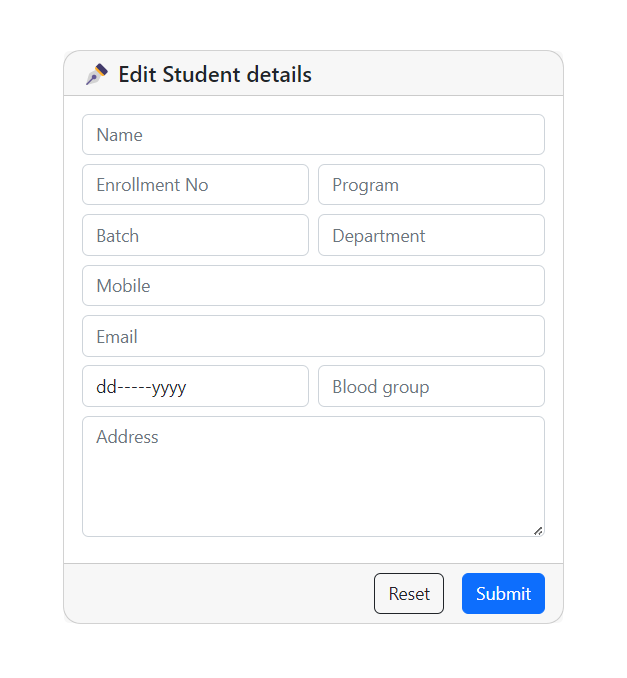 Edit Student details
Name
Enrollment No Program
Batch Department
Mobile
Email
dd-----yyyy Blood group
Address
Reset Submit